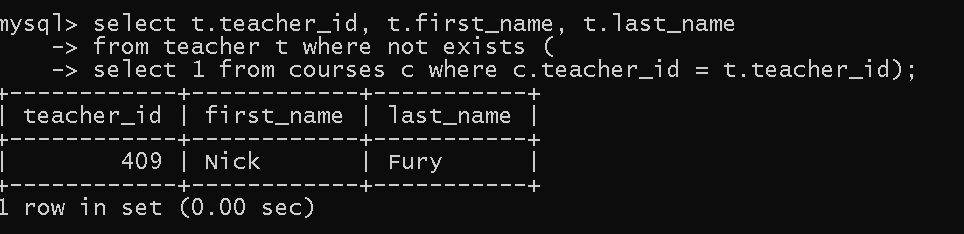 mysql> select t.teacher_id, t.first_name, t.last_name
    -> from teacher t where not exists (
    -> select 1 from courses c where c.teacher_id = t.teacher_id);
+------------+------------+-----------+
| teacher_id | first_name | last_name |
+------------+------------+-----------+
|        409 | Nick       | Fury      |
+------------+------------+-----------+
1 row in set (0.00 sec)